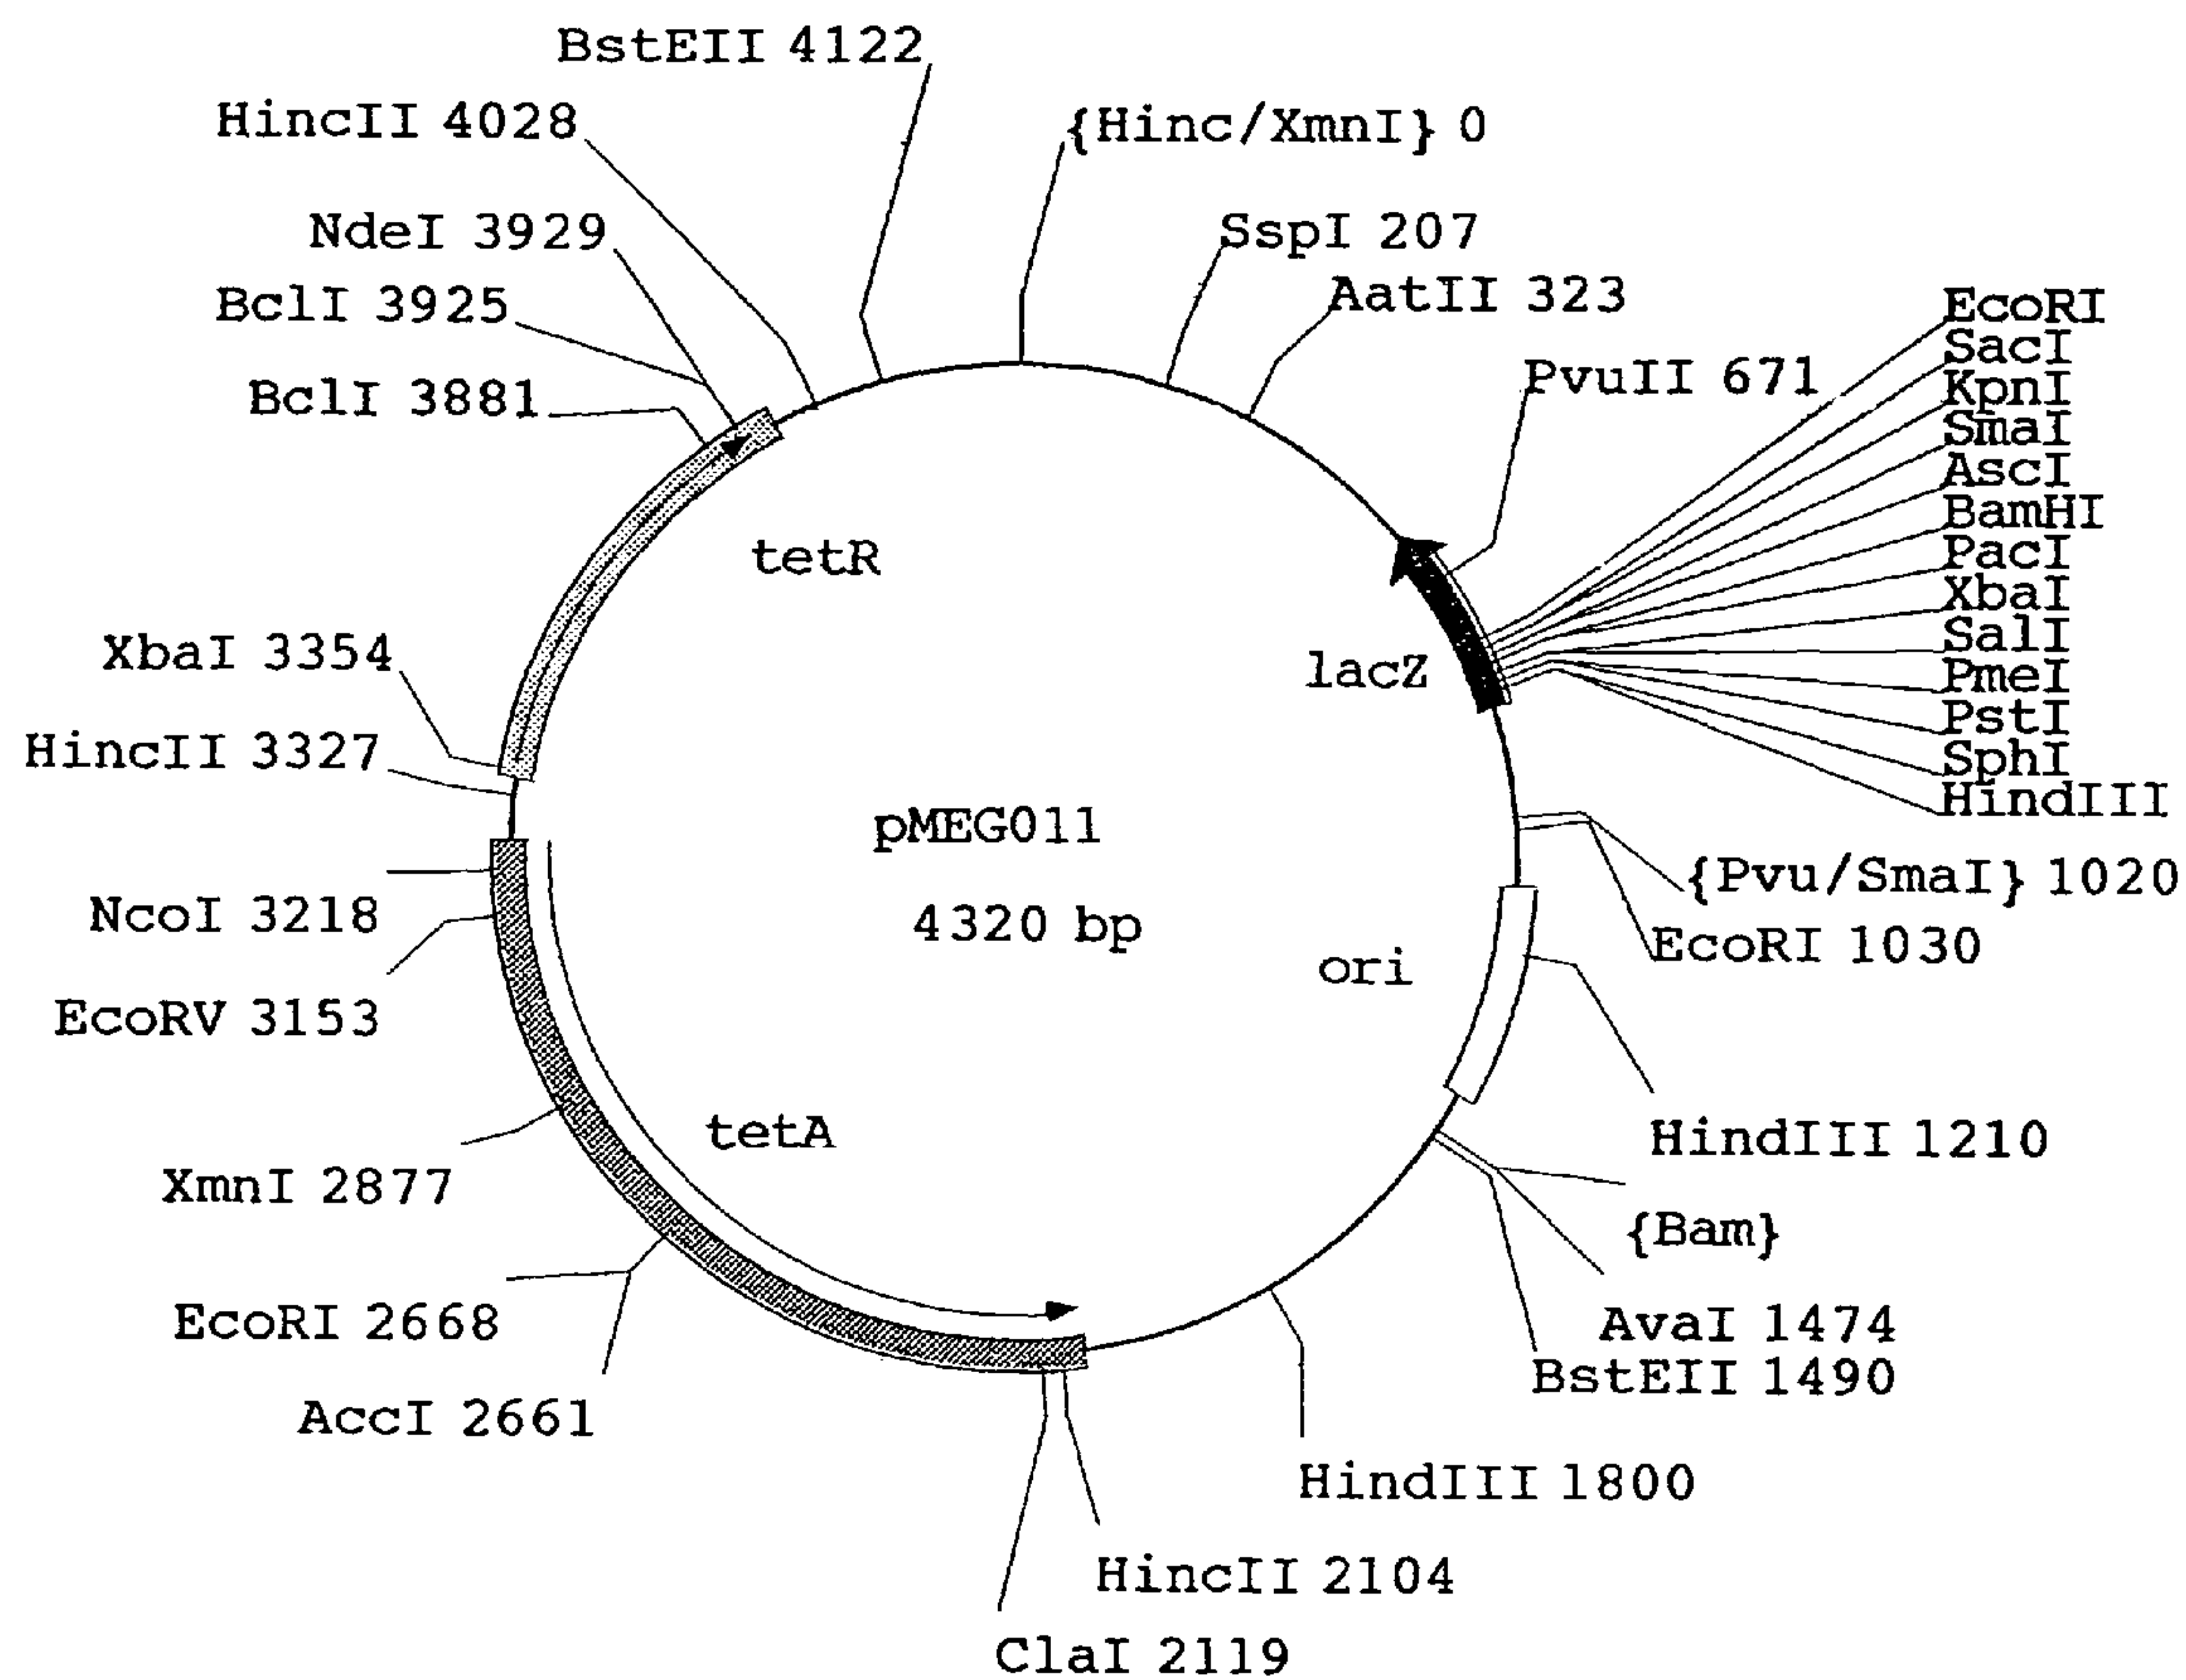 BstEII 4122
HincII 4028
{Hinc/XmnI} 0
NdeI 3929
SspI 207
BclI 3925
AatII 323
BclI 3881
PvuII 671
EcoRI
SacI
KpnI
SmaI
AscI
BamHI
PacI
XbaI
SalI
PmeI
PstI
SphI
HindIII
tetR
lacZ
XbaI 3354
HincII 3327
pMEG011
4320 bp
{Pvu/SmaI} 1020
EcoRI 1030
ori
NcoI 3218
EcoRV 3153
tetA
HindIII 1210
XmnI 2877
{Bam}
EcoRI 2668
AvaI 1474
BstEII 1490
AccI 2661
HindIII 1800
HincII 2104
ClaI 2119